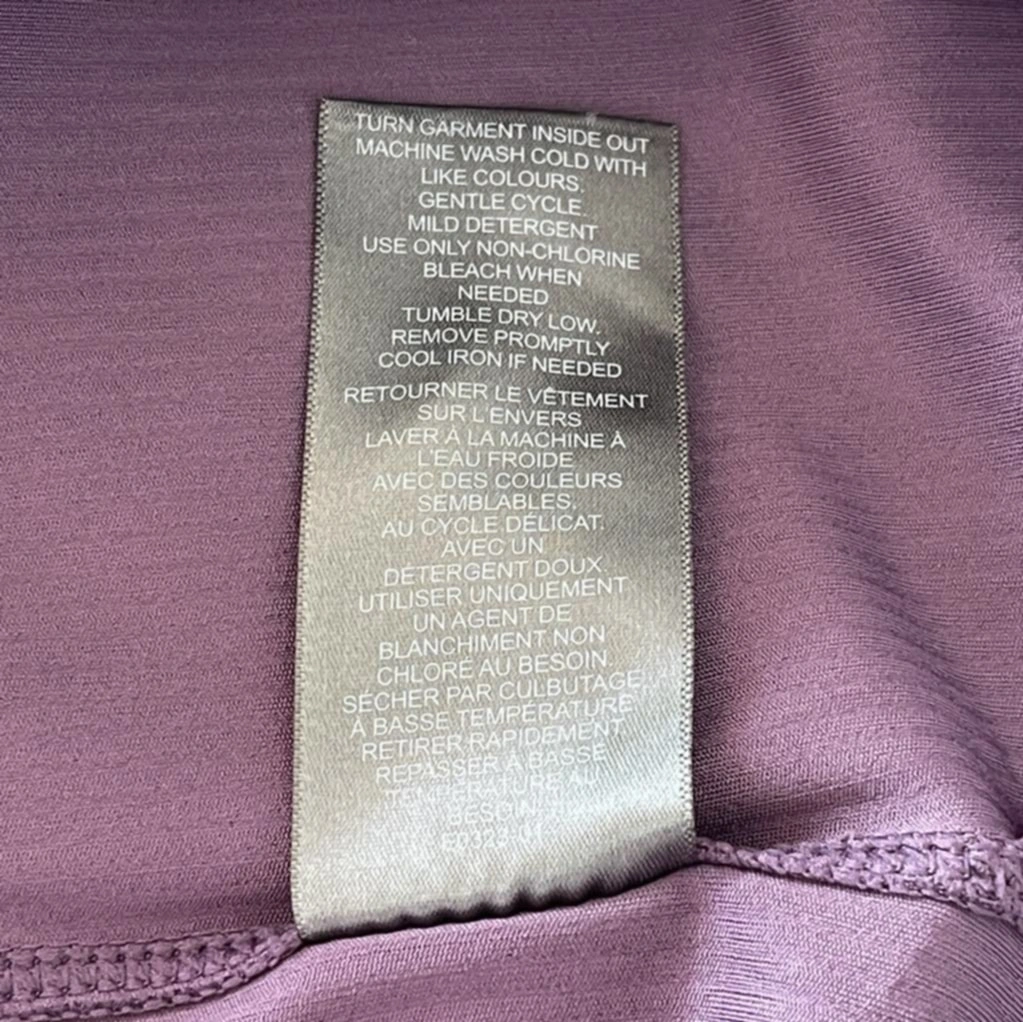 TURN GARMENT INSIDE OUT
MACHINE WASH COLD WITH
LIKE COLOURS.
GENTLE CYCLE.
MILD DETERGENT
USE ONLY NON-CHLORINE
BLEACH WHEN
NEEDED
TUMBLE DRY LOW.
REMOVE PROMPTLY
COOL IRON IF NEEDED
RETOURNER LE VÊTEMENT
SUR L'ENVERS
LAVER À LA MACHINE À
L'EAU FROIDE
AVEC DES COULEURS
SEMBLABLES.
AU CYCLE DÉLICAT.
AVEC UN
DÉTERGENT DOUX.
UTILISER UNIQUEMENT
UN AGENT DE
BLANCHIMENT NON
CHLORÉ AU BESOIN.
SÉCHER PAR CULBUTAGE
À BASSE TEMPÉRATURE
RETIRER RAPIDEMENT
REPASSER À BASSE
TEMPÉRATURE AU
BESOIN